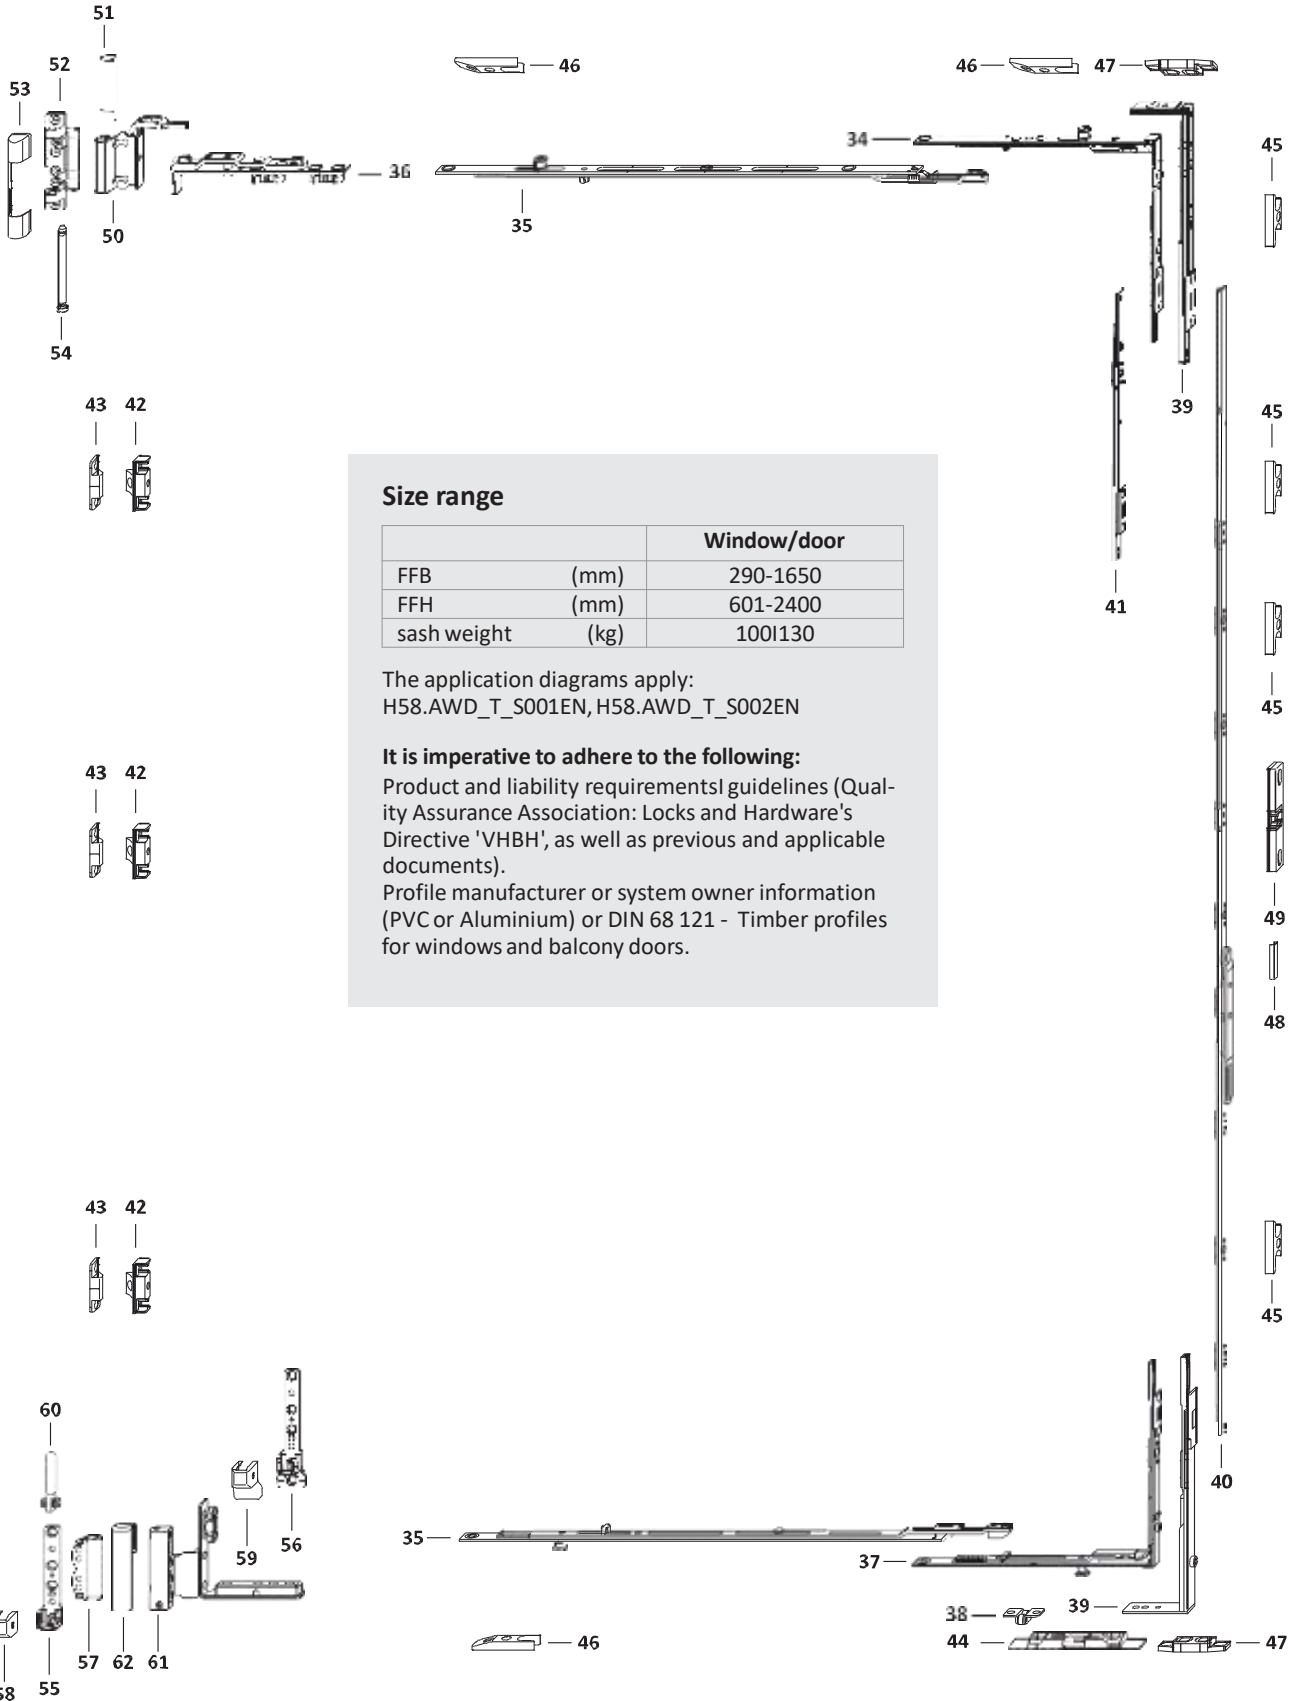 51
52
53
46
46
47
34
45
36
35
50
54
39
43 42
45
41
Size range
Window/door
FFB (mm) 290-1650
FFH (mm) 601-2400
sash weight (kg) 100I130
The application diagrams apply:
H58.AWD_T_S001EN, H58.AWD_T_S002EN
It is imperative to adhere to the following:
Product and liability requirementsI guidelines (Qual-
ity Assurance Association: Locks and Hardware's
Directive 'VHBH', as well as previous and applicable
documents).
Profile manufacturer or system owner information
(PVC or Aluminium) or DIN 68 121 - Timber profiles
for windows and balcony doors.
45
43 42
49
48
43 42
45
60
40
56
59
35
37
38
39
44
46
47
57 62 61
55
58